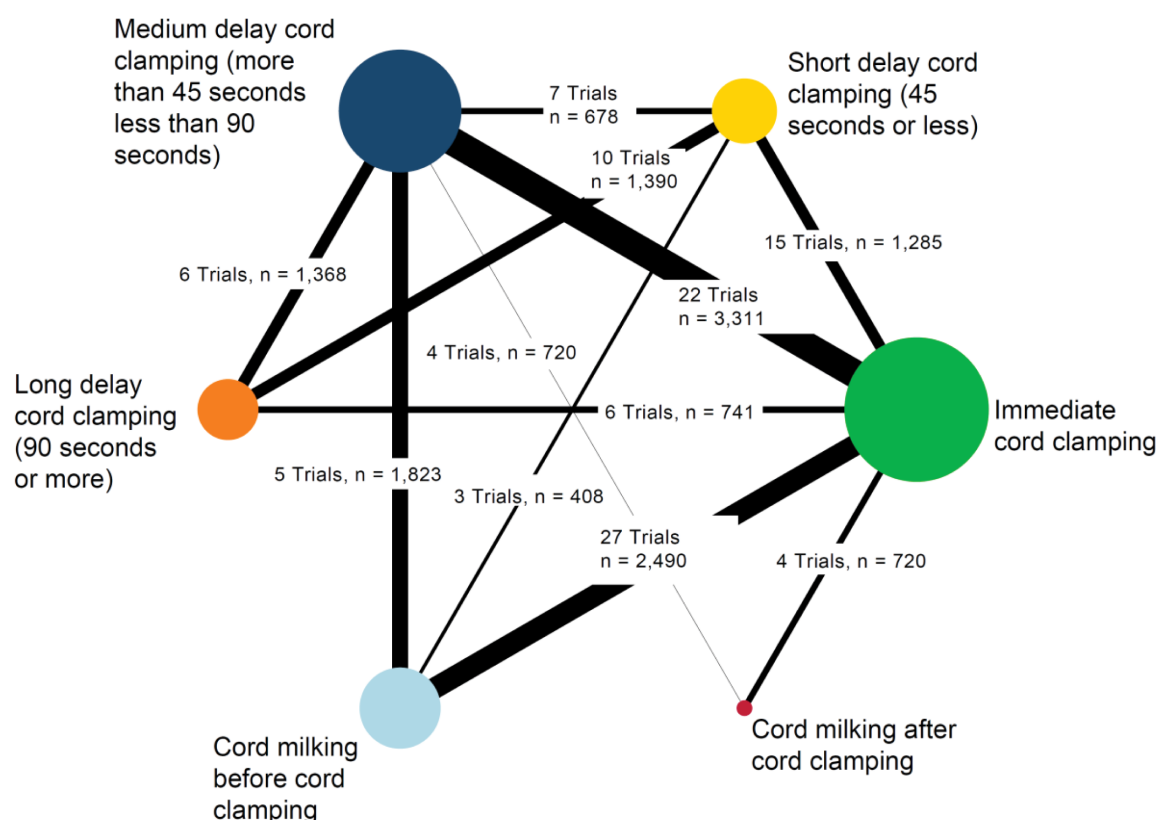 Medium delay cord
clamping (more
than 45 seconds
less than 90
seconds)
Short delay cord
clamping (45
seconds or less)
7 Trials
n = 678
10 Trials
n = 1,390
15 Trials, n = 1,285
6 Trials, n = 1,368
22 Trials
n = 3,311
4 Trials, n = 720
Long delay
cord clamping
(90 seconds
or more)
6 Trials, n = 741
Immediate
cord clamping
5 Trials, n = 1,823
3 Trials, n = 408
27 Trials
n = 2,490
4 Trials, n = 720
Cord milking
before cord
clamping
Cord milking after
cord clamping